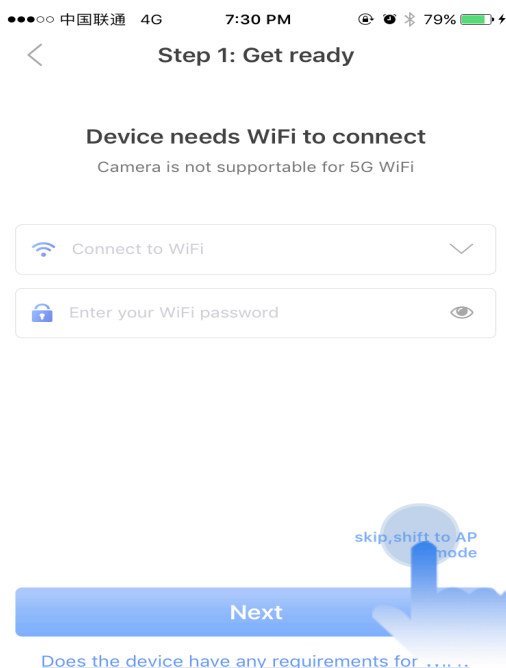 中国联通 4G 7:30 PM 79%
Step 1: Get ready
Device needs WiFi to connect
Camera is not supportable for 5G WiFi
Connect to WiFi
Enter your WiFi password
skip,shift to AP
mode
Next
Does the device have any requirements for